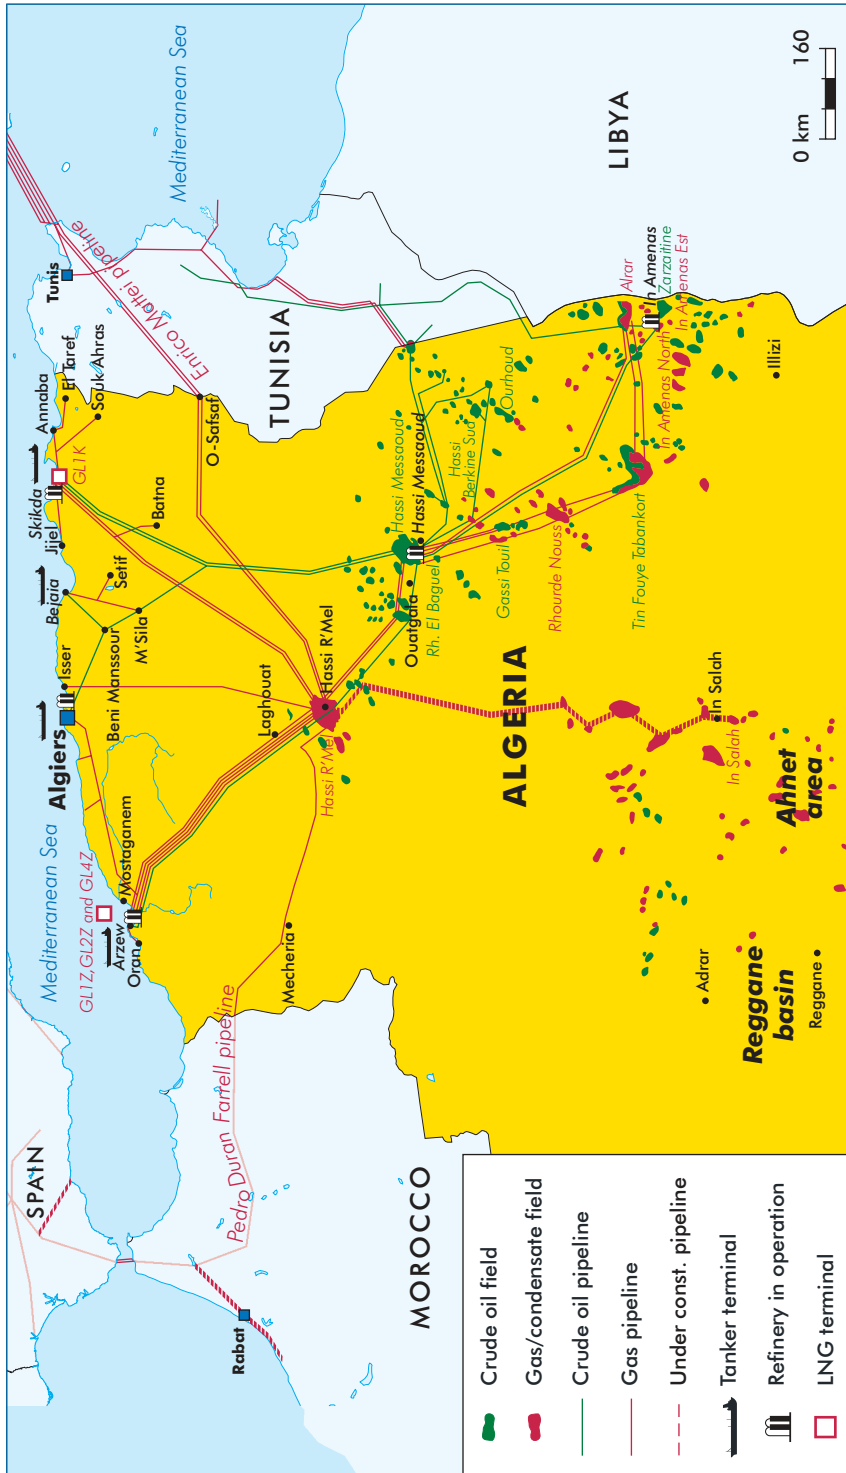 Mediterranean Sea
Mediterranean Sea
SPAIN
MOROCCO
ALGERIA
TUNISIA
LIBYA
Rabat
Pedro Duran Farrell pipeline
Enrico Mattei pipeline
GL1Z,GL2Z and GL4Z
Arzew
Oran
Mostaganem
Algiers
Isser
Beni Manssour
Bejaia
M'Sila
Setif
Jijel
Skikda
GL1K
Annaba
El Taref
Souk Ahras
Batna
Tunis
O-Safsaf
Mecheria
Laghouat
Hassi R'Mel
Hassi R'Mel
Hassi Messaoud
Hassi Messaoud
Ouatgala
Rh. El Baguel
Hassi
Berkine Sud
Ourhoud
Gassi Touil
Rhourde Nouss
Tin Fouye Tabankort
Alrar
In Amenas
Zarzaitine
In Amenas Est
In Amenas North
Illizi
In Salah
In Salah
Ahnet
area
Adrar
Reggane
basin
Reggane
0 km
160
Crude oil field
Gas/condensate field
Crude oil pipeline
Gas pipeline
Under const. pipeline
Tanker terminal
Refinery in operation
LNG terminal